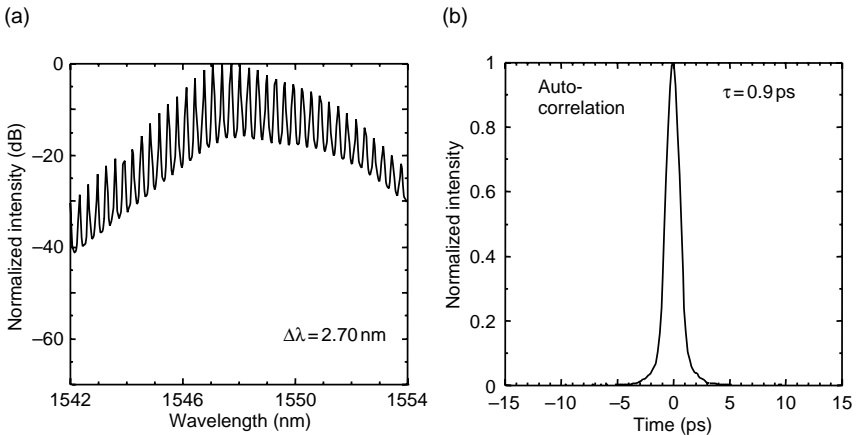 (a)
Normalized intensity (dB)
0
–20
–40
–60
Δλ = 2.70 nm
1542
1546
1550
1554
Wavelength (nm)
(b)
Normalized intensity
1
0.8
0.6
0.4
0.2
0
Auto-
correlation
τ = 0.9 ps
–15
–10
–5
0
5
10
15
Time (ps)